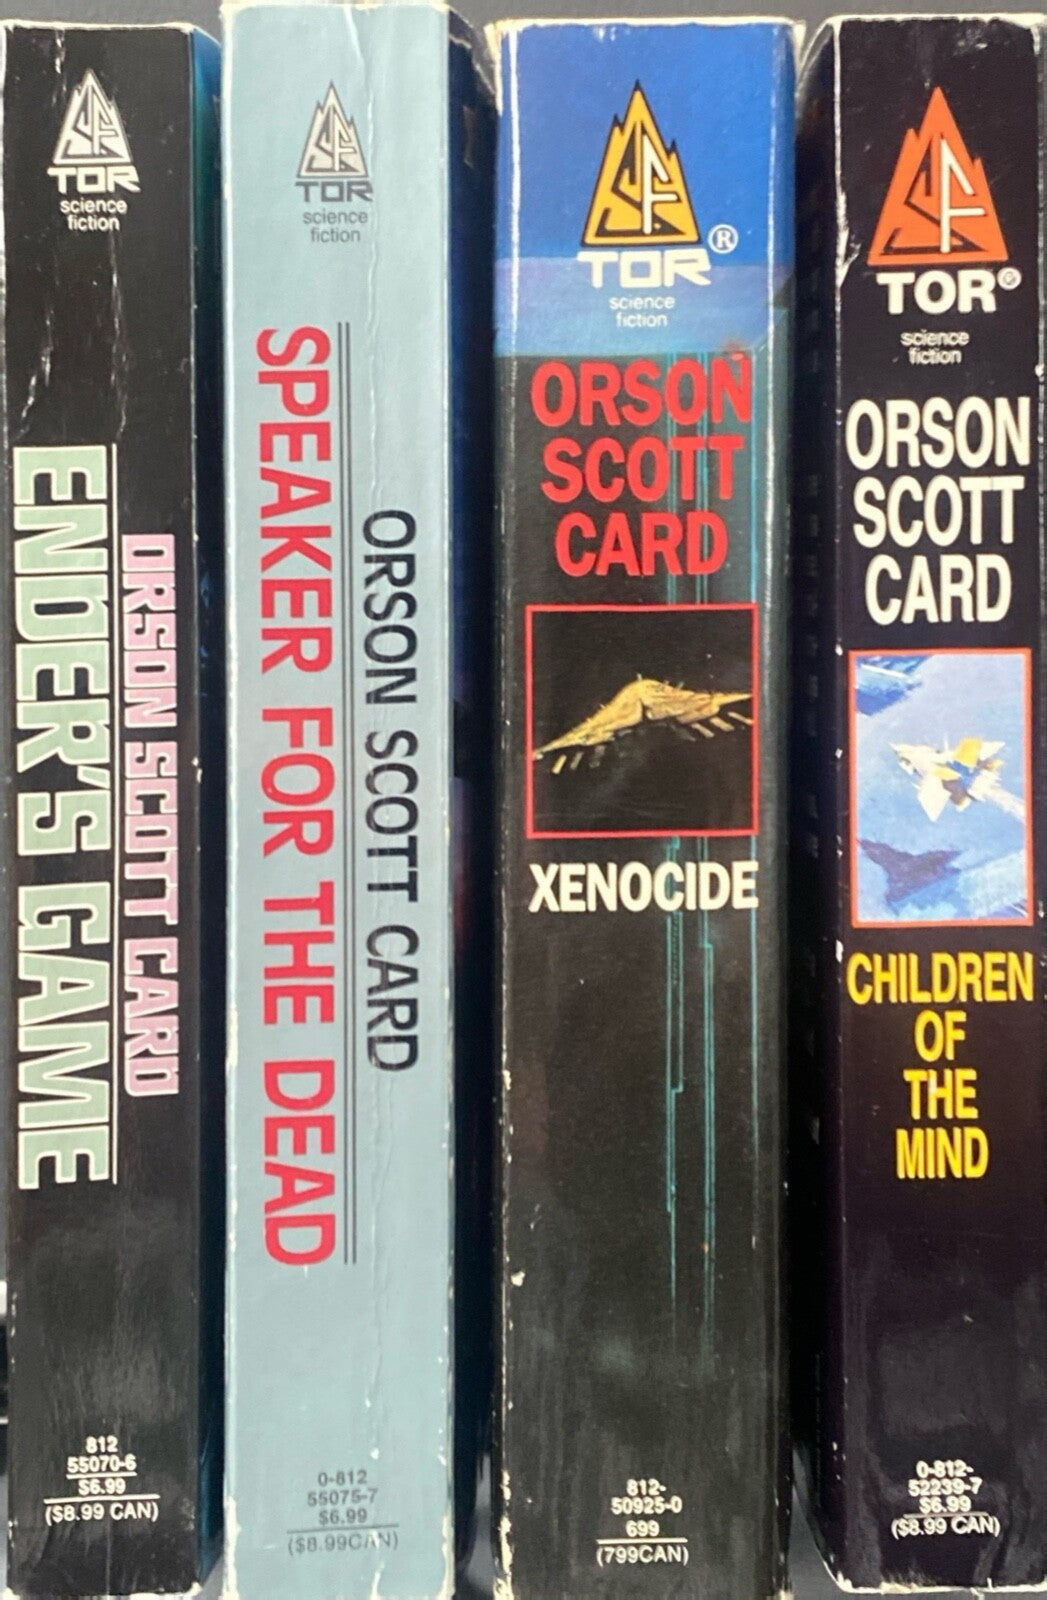 SF
TOR
science
fiction
ORSON SCOTT CARD
ENDER'S GAME
812
55070-6
$6.99
($8.99 CAN)
SF
TOR
science
fiction
ORSON SCOTT CARD
SPEAKER FOR THE DEAD
0-812
55075-7
$6.99
($8.99CAN)
SF
TOR®
science
fiction
ORSON
SCOTT
CARD
XENOCIDE
812-
50925-0
699
(799CAN)
SF
TOR®
science
fiction
ORSON
SCOTT
CARD
CHILDREN
OF
THE
MIND
0-812-
52239-7
$6.99
($8.99 CAN)